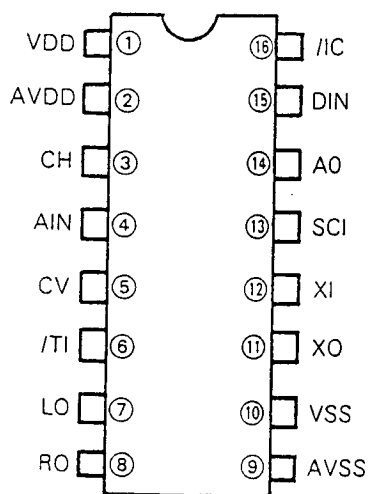 VDD ① ⑯ /IC
AVDD ② ⑮ DIN
CH ③ ⑭ A0
AIN ④ ⑬ SCI
CV ⑤ ⑫ XI
/TI ⑥ ⑪ XO
LO ⑦ ⑩ VSS
RO ⑧ ⑨ AVSS